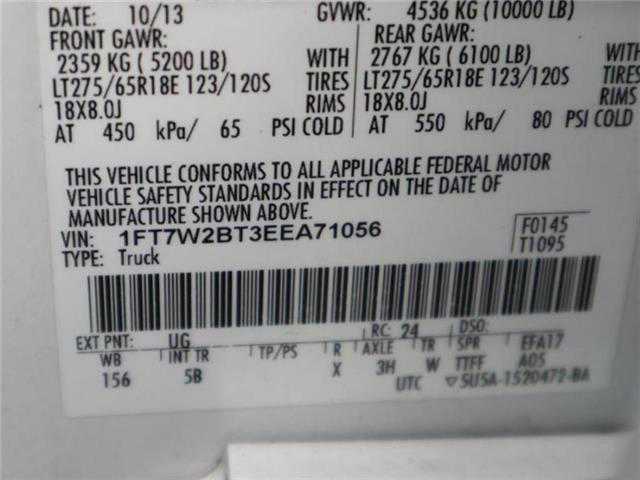 DATE: 10/13 GVWR: 4536 KG (10000 LB)
FRONT GAWR: REAR GAWR:
2359 KG ( 5200 LB) WITH 2767 KG ( 6100 LB) WITH
LT275/65R18E 123/120S TIRES LT275/65R18E 123/120S TIRES
18X8.0J RIMS 18X8.0J RIMS
AT 450 kPa/ 65 PSI COLD AT 550 kPa/ 80 PSI COLD
THIS VEHICLE CONFORMS TO ALL APPLICABLE FEDERAL MOTOR
VEHICLE SAFETY STANDARDS IN EFFECT ON THE DATE OF
MANUFACTURE SHOWN ABOVE.
VIN: 1FT7W2BT3EEA71056 F0145
TYPE: Truck T1095
EXT PNT: UG RC: 24 DSO:
WB INT TR TP/PS R AXLE TR SPR EFA17
156 5B X 3H W TTFF A05
UTC ▽5U5A-1520472-BA